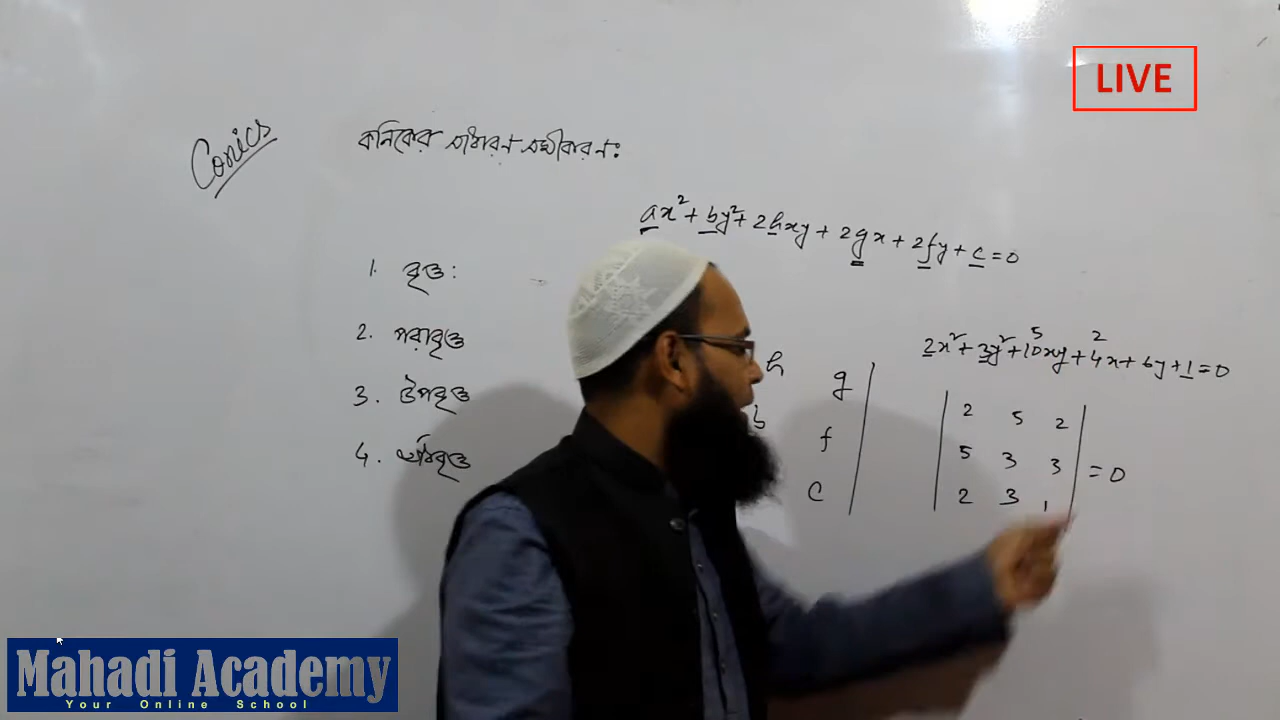 LIVE
Conics
কনিকের সাধারণ সমীকরণ:
ax² + by² + 2hxy + 2gx + 2fy + c = 0
1. বৃত্ত:
2. পরাবৃত্ত
3. উপবৃত্ত
4. অধিবৃত্ত
h g
b f
c
5 2
2x² + 3y² + 10xy + 4x + 6y + 1 = 0
2 5 2
5 3 3 = 0
2 3 1
Mahadi Academy
Your Online School